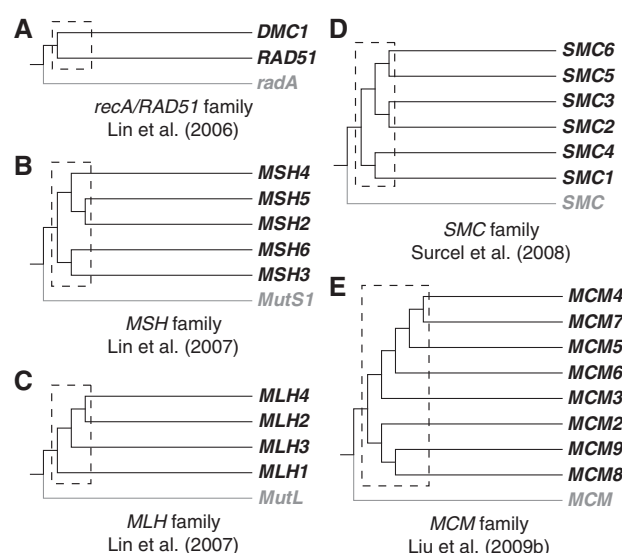 A
DMC1
RAD51
radA
recA/RAD51 family
Lin et al. (2006)
B
MSH4
MSH5
MSH2
MSH6
MSH3
MutS1
MSH family
Lin et al. (2007)
C
MLH4
MLH2
MLH3
MLH1
MutL
MLH family
Lin et al. (2007)
D
SMC6
SMC5
SMC3
SMC2
SMC4
SMC1
SMC
SMC family
Surcel et al. (2008)
E
MCM4
MCM7
MCM5
MCM6
MCM3
MCM2
MCM9
MCM8
MCM
MCM family
Liu et al. (2009b)